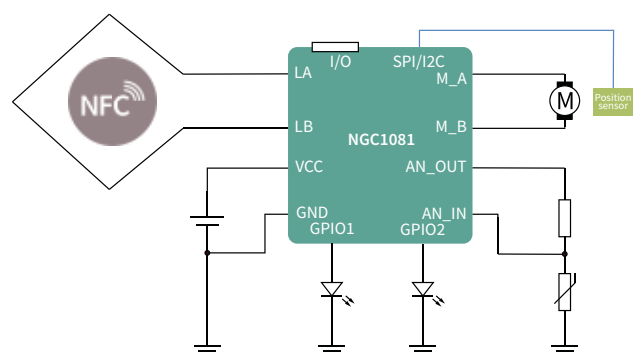 NFC
I/O
SPI/I2C
LA
M_A
M
Position
sensor
LB
M_B
NGC1081
VCC
AN_OUT
GND
AN_IN
GPIO1
GPIO2